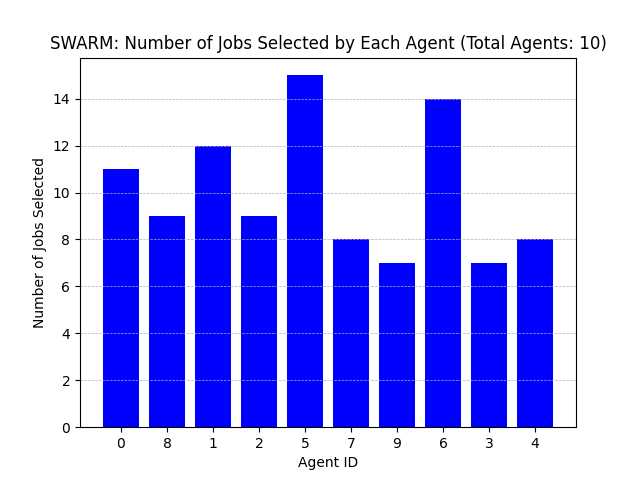 SWARM: Number of Jobs Selected by Each Agent (Total Agents: 10)
Number of Jobs Selected
14
12
10
8
6
4
2
0
0 8 1 2 5 7 9 6 3 4
Agent ID